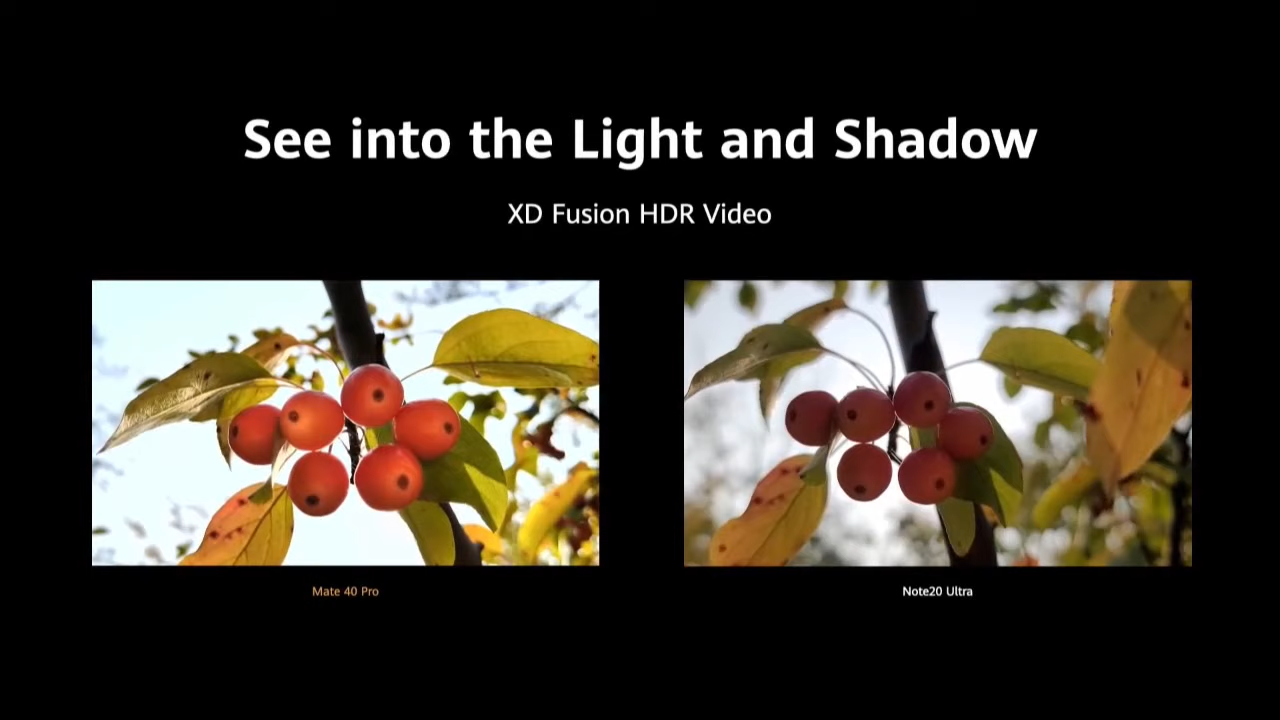 See into the Light and Shadow
XD Fusion HDR Video
Mate 40 Pro
Note20 Ultra